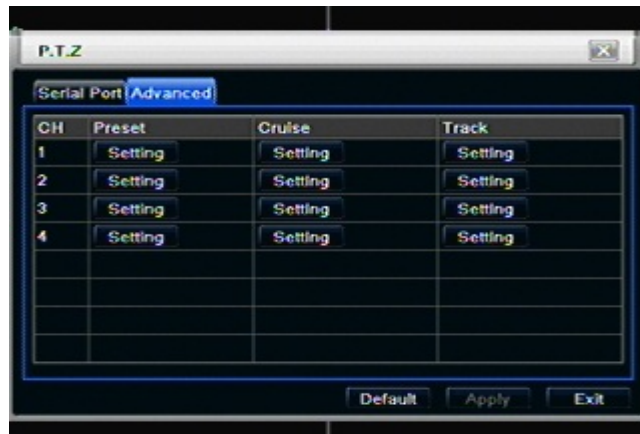 P.T.Z
Serial Port Advanced
CH Preset Cruise Track
1 Setting Setting Setting
2 Setting Setting Setting
3 Setting Setting Setting
4 Setting Setting Setting
Default Apply Exit